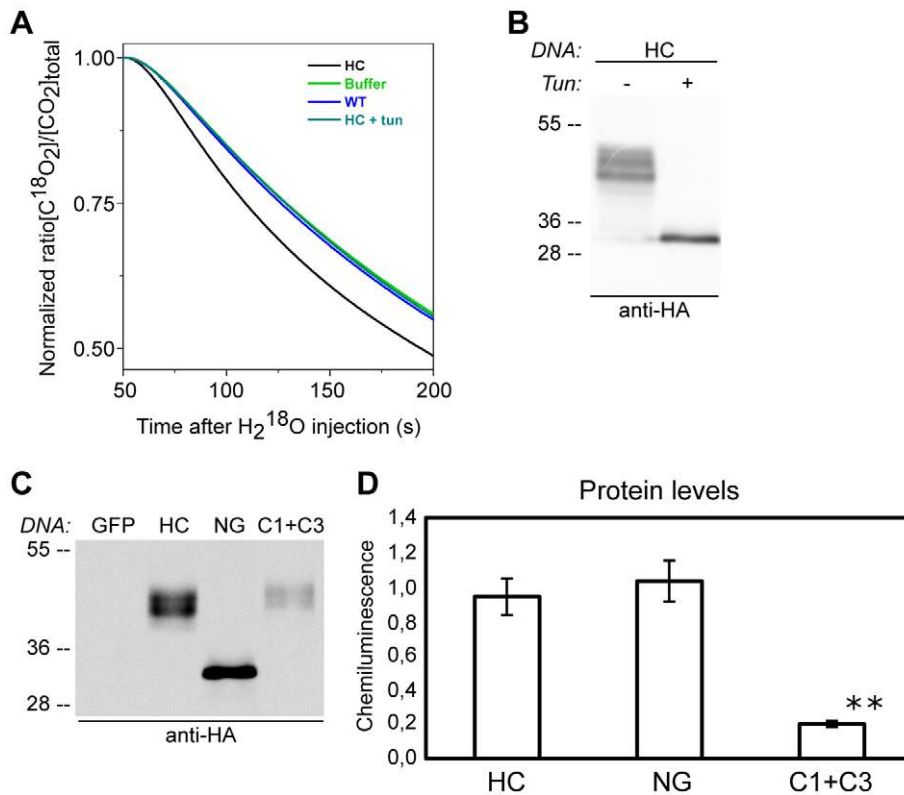 A
Normalized ratio[C18O2]/[CO2]total
1.00
0.75
0.50
HC
Buffer
WT
HC + tun
50 100 150 200
Time after H2 18O injection (s)
B
DNA: HC
Tun: - +
55 --
36 --
28 --
anti-HA
C
DNA: GFP HC NG C1+C3
55 --
36 --
28 --
anti-HA
D
Protein levels
Chemiluminescence
1,4
1,2
1,0
0,8
0,6
0,4
0,2
0,0
**
HC NG C1+C3